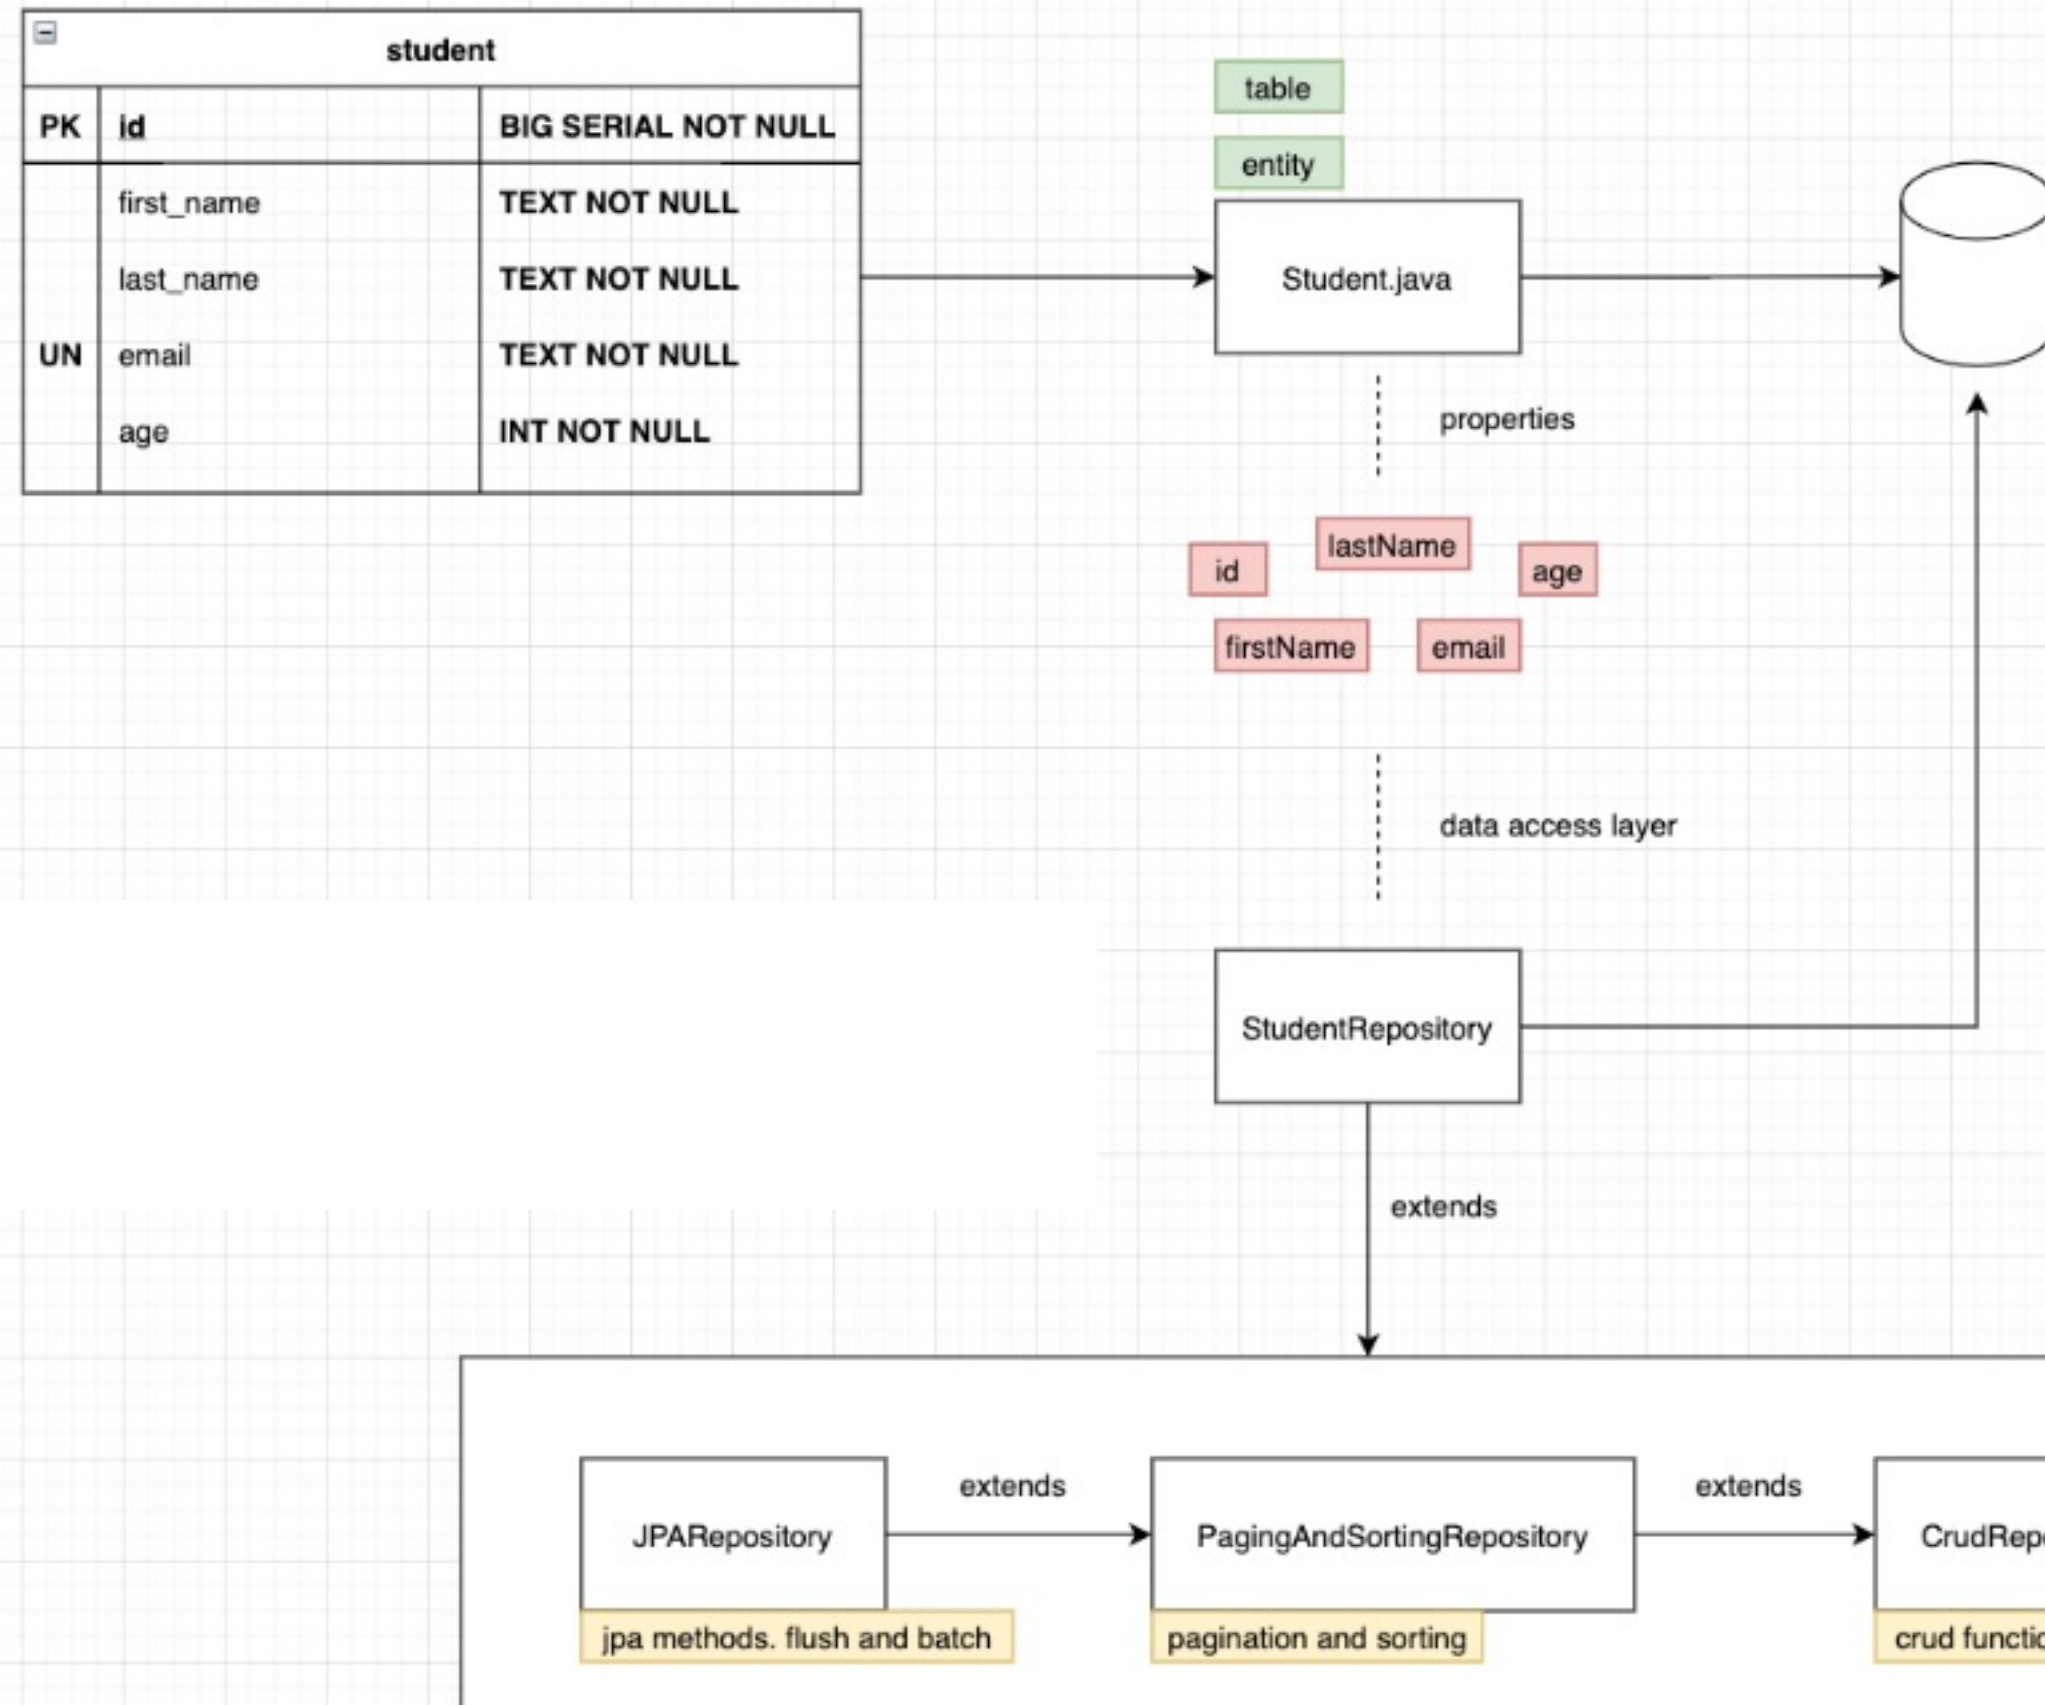 student
PK id BIG SERIAL NOT NULL
first_name TEXT NOT NULL
last_name TEXT NOT NULL
UN email TEXT NOT NULL
age INT NOT NULL
table
entity
Student.java
properties
lastName
id
age
firstName
email
data access layer
StudentRepository
extends
extends
extends
JPARepository
PagingAndSortingRepository
jpa methods. flush and batch
pagination and sorting
crud